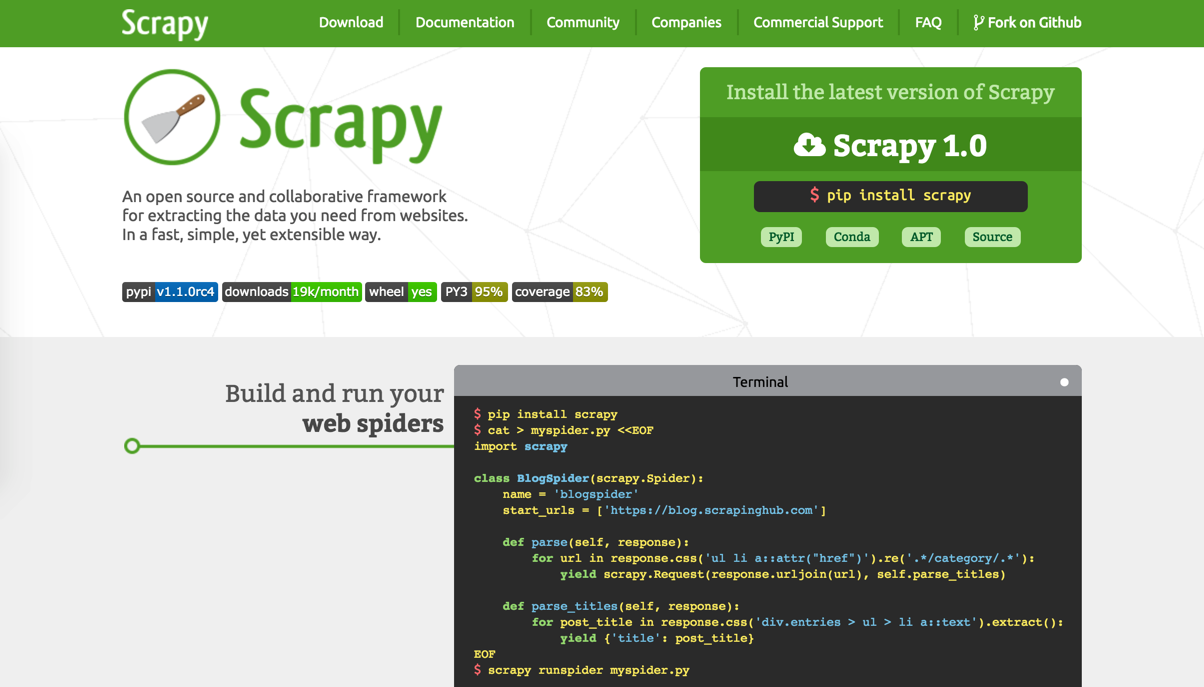 Scrapy
Download
Documentation
Community
Companies
Commercial Support
FAQ
Fork on Github
Scrapy
An open source and collaborative framework
for extracting the data you need from websites.
In a fast, simple, yet extensible way.
pypi v1.1.0rc4
downloads 19k/month
wheel yes
PY3 95%
coverage 83%
Install the latest version of Scrapy
Scrapy 1.0
$ pip install scrapy
PyPI
Conda
APT
Source
Build and run your
web spiders
Terminal
$ pip install scrapy
$ cat > myspider.py <<EOF
import scrapy

class BlogSpider(scrapy.Spider):
    name = 'blogspider'
    start_urls = ['https://blog.scrapinghub.com']

    def parse(self, response):
        for url in response.css('ul li a::attr("href")').re('.*/category/.*'):
            yield scrapy.Request(response.urljoin(url), self.parse_titles)

    def parse_titles(self, response):
        for post_title in response.css('div.entries > ul > li a::text').extract():
            yield {'title': post_title}
EOF
$ scrapy runspider myspider.py